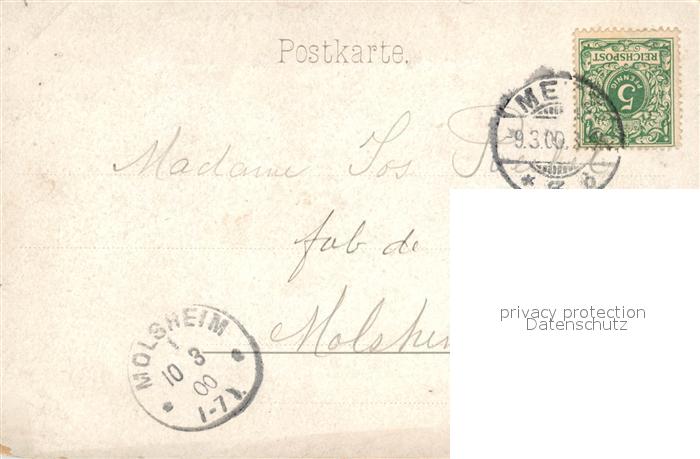 Postkarte.
REICHSPOST
PFENNIG
5
ME
9.3.00.
Madame Jos
fab de
Molshei
privacy protection
Datenschutz
MOLSHEIM
10 3
00
1-7